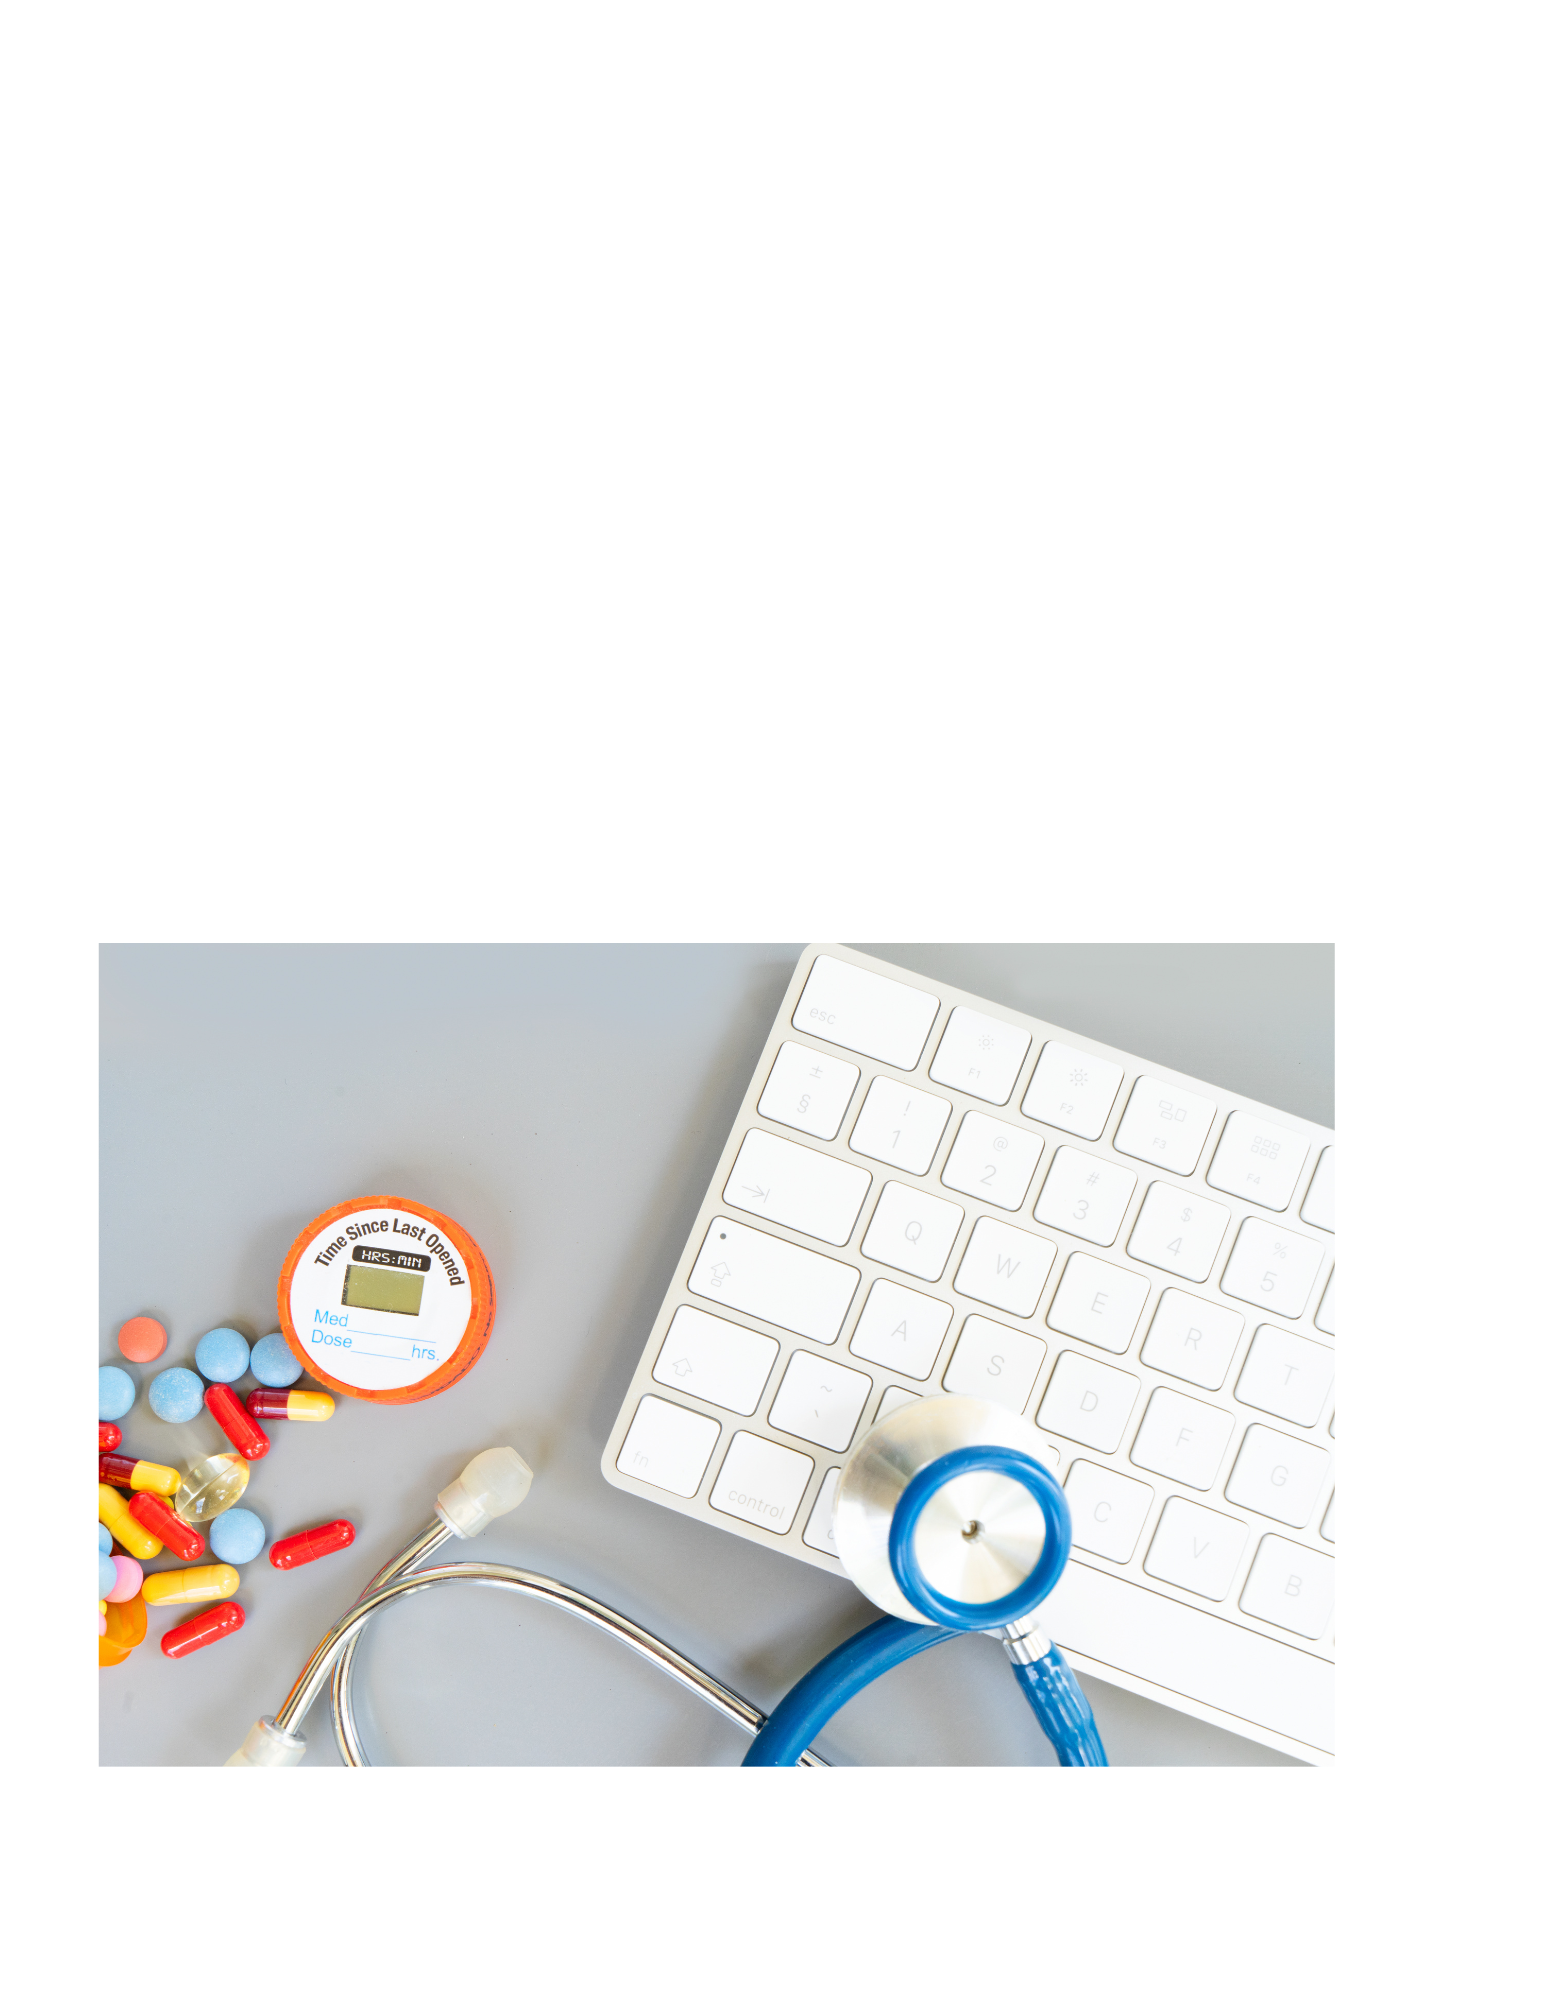 Time Since Last Opened
HRS:MIN
Med
Dose hrs.
esc
F1
F2
F3
F4
±
§
!
1
@
2
#
3
$
4
%
5
Q
W
E
R
T
A
S
D
F
G
~
`
C
V
B
fn
control